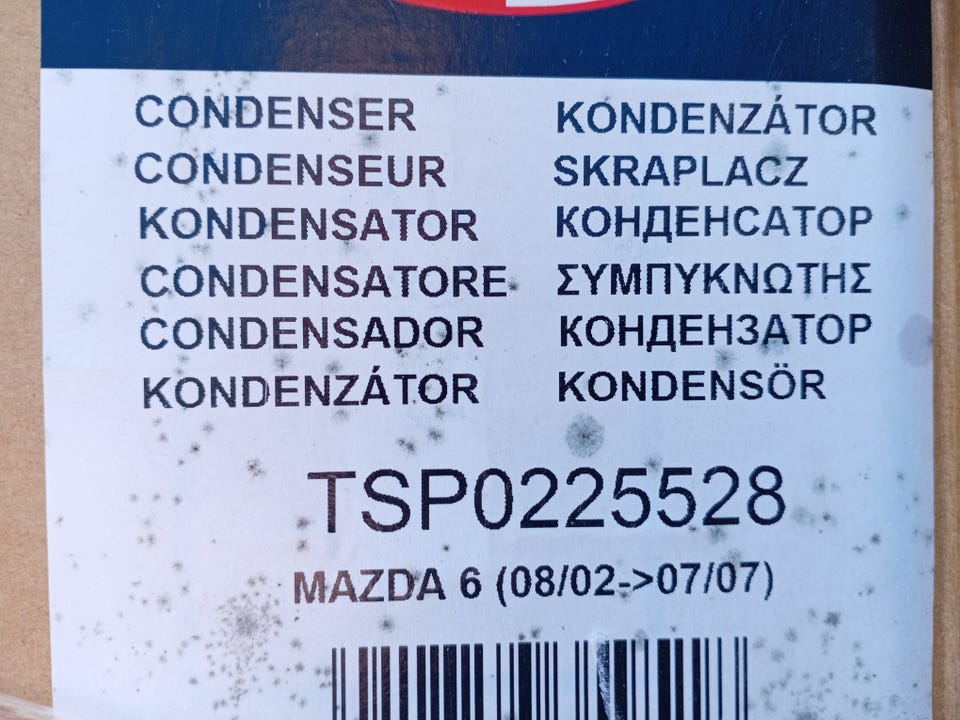 CONDENSER
CONDENSEUR
KONDENSATOR
CONDENSATORE
CONDENSADOR
KONDENZÁTOR
KONDENZÁTOR
SKRAPLACZ
КОНДЕНСАТОР
ΣΥΜΠΥΚΝΩΤΗΣ
КОНДЕНЗАТОР
KONDENSÖR
TSP0225528
MAZDA 6 (08/02->07/07)